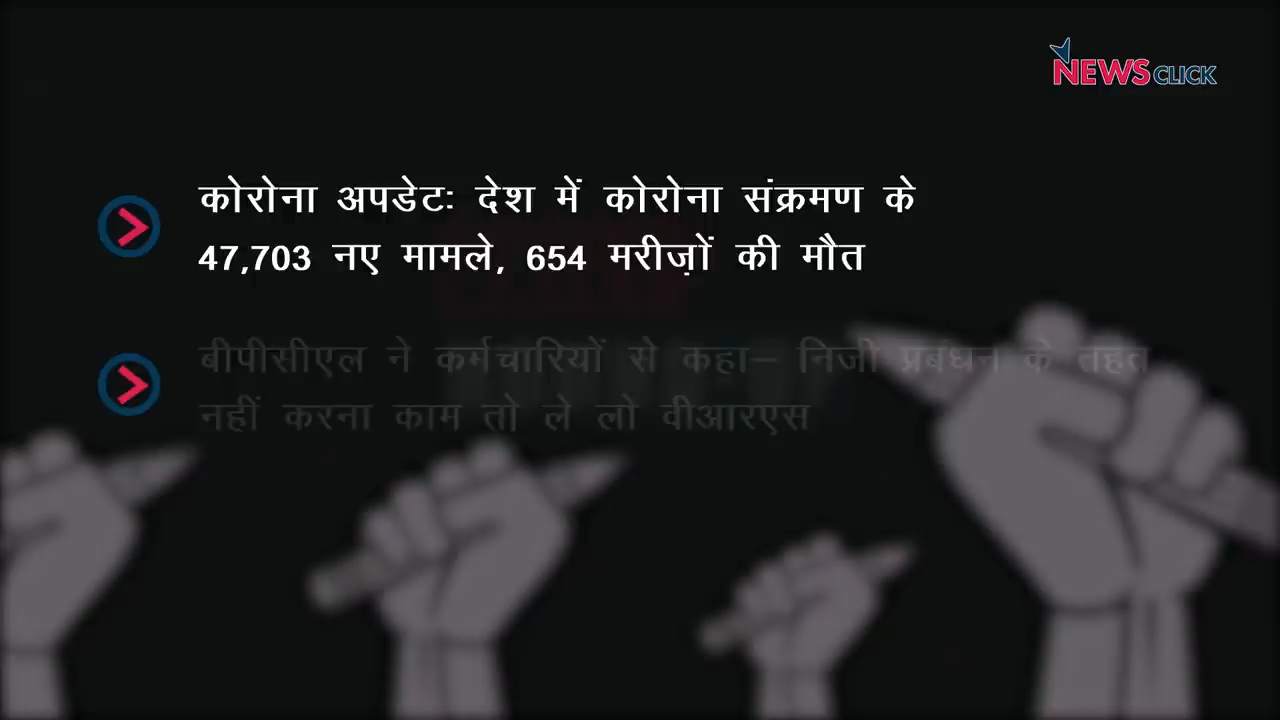 NEWSCLICK
कोरोना अपडेटः देश में कोरोना संक्रमण के
47,703 नए मामले, 654 मरीज़ों की मौत
बीपीसीएल ने कर्मचारियों से कहा– निजी प्रबंधन के तहत
नहीं करना काम तो ले लो वीआरएस